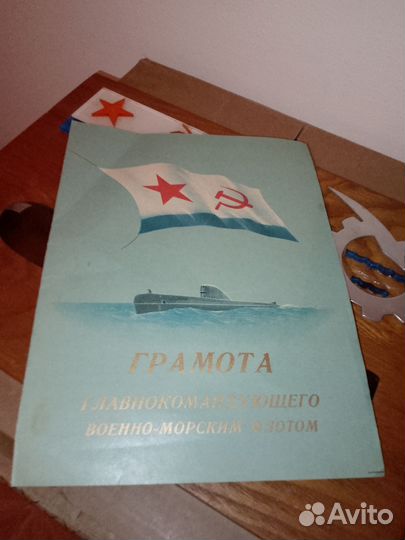 ГРАМОТА
ГЛАВНОКОМАНДУЮЩЕГО
ВОЕННО-МОРСКИМ ФЛОТОМ
Avito